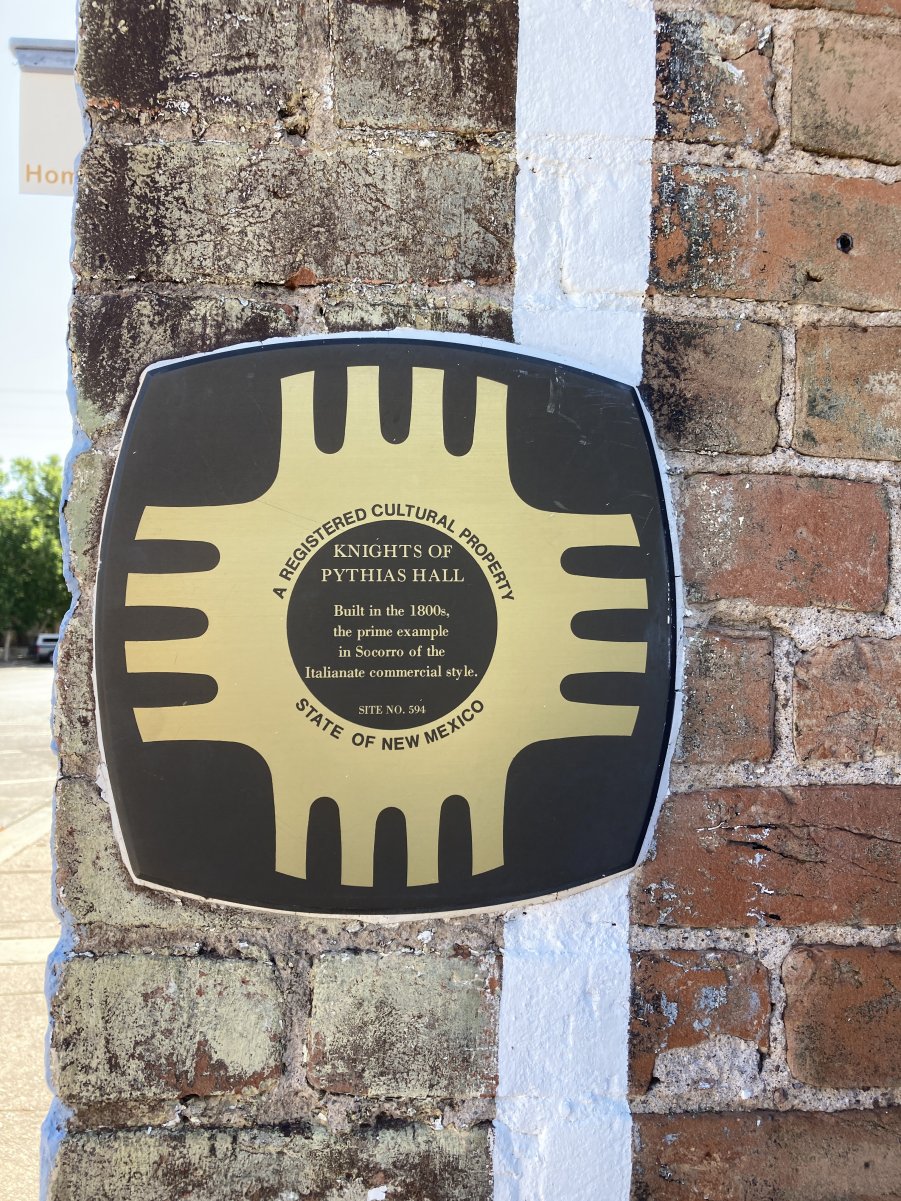 Hom
A REGISTERED CULTURAL PROPERTY
KNIGHTS OF
PYTHIAS HALL
Built in the 1800s,
the prime example
in Socorro of the
Italianate commercial style.
SITE NO. 594
STATE OF NEW MEXICO